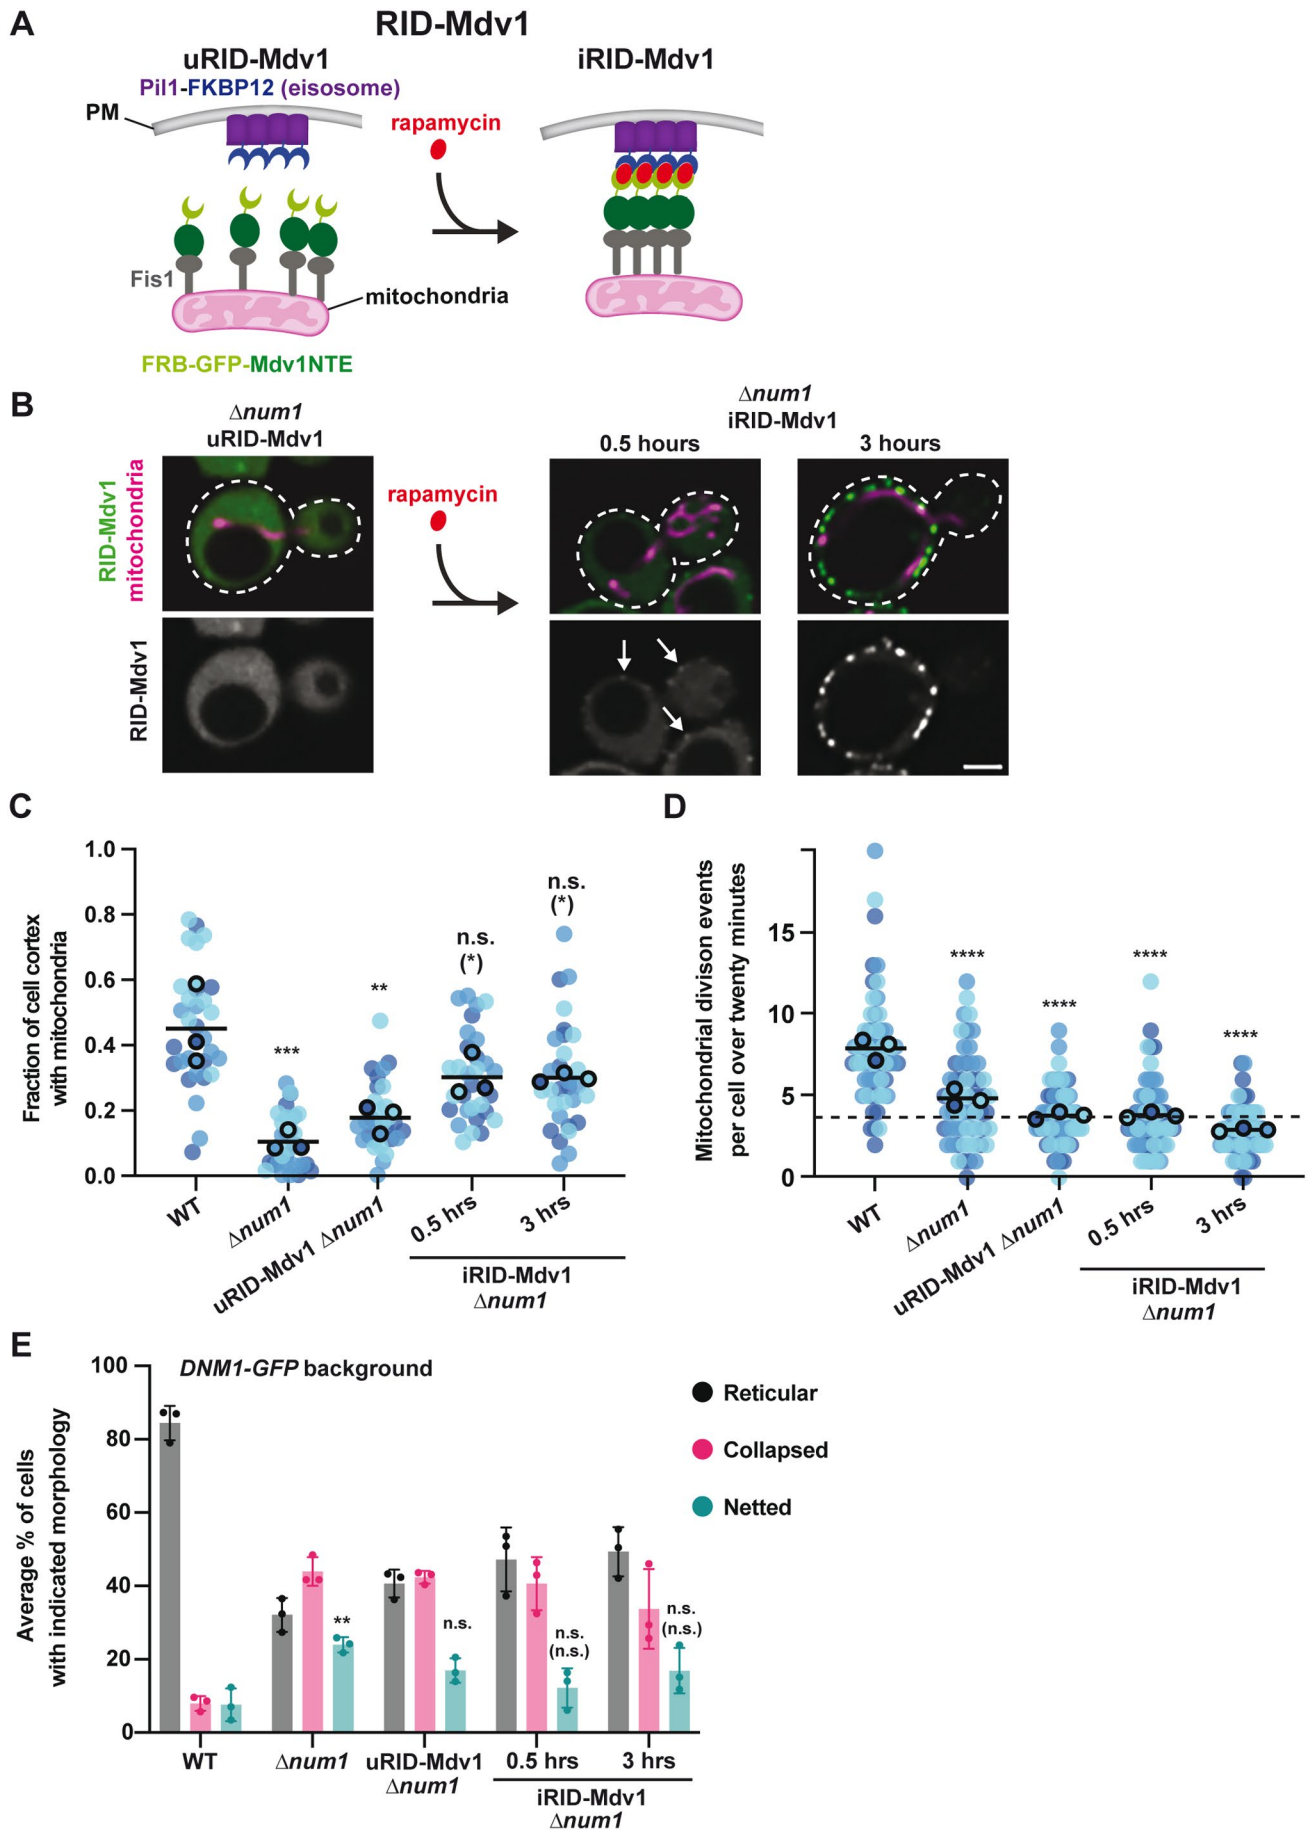 A
RID-Mdv1
uRID-Mdv1
iRID-Mdv1
Pil1-FKBP12 (eisosome)
PM
rapamycin
Fis1
mitochondria
FRB-GFP-Mdv1NTE
B
Δnum1
uRID-Mdv1
Δnum1
iRID-Mdv1
0.5 hours
3 hours
RID-Mdv1
mitochondria
rapamycin
RID-Mdv1
C
Fraction of cell cortex
with mitochondria
1.0
0.8
0.6
0.4
0.2
0.0
***
**
n.s.
(*)
n.s.
(*)
WT
Δnum1
uRID-Mdv1 Δnum1
0.5 hrs
3 hrs
iRID-Mdv1
Δnum1
D
Mitochondrial divison events
per cell over twenty minutes
15
10
5
0
****
****
****
****
WT
Δnum1
uRID-Mdv1 Δnum1
0.5 hrs
3 hrs
iRID-Mdv1
Δnum1
E
DNM1-GFP background
Average % of cells
with indicated morphology
100
80
60
40
20
0
**
n.s.
n.s.
(n.s.)
n.s.
(n.s.)
Reticular
Collapsed
Netted
WT
Δnum1
uRID-Mdv1
Δnum1
0.5 hrs
3 hrs
iRID-Mdv1
Δnum1